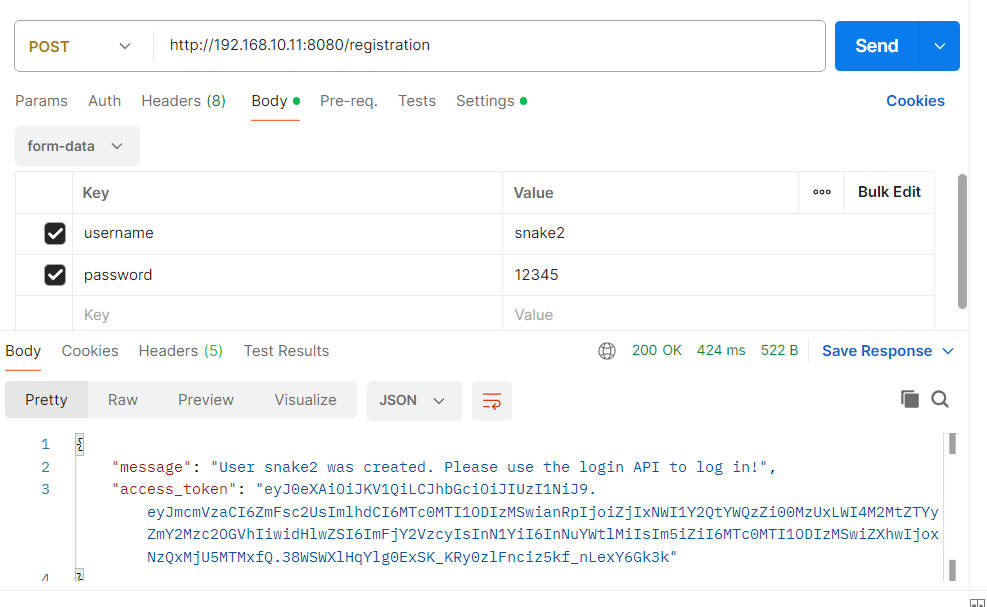 POST http://192.168.10.11:8080/registration Send
Params Auth Headers (8) Body Pre-req. Tests Settings Cookies
form-data
Key Value ooo Bulk Edit
username snake2
password 12345
Key Value
Body Cookies Headers (5) Test Results 200 OK 424 ms 522 B Save Response
Pretty Raw Preview Visualize JSON
1 {
2 "message": "User snake2 was created. Please use the login API to log in!",
3 "access_token": "eyJ0eXAiOiJKV1QiLCJhbGciOiJIUzI1NiJ9.
eyJmcmVzaCI6ZmFsc2UsImlhdCI6MTc0MTI1ODIzMSwianRpIjoiZjIxNWI1Y2QtYWQzZi00MzUxLWI4M2MtZTYy
ZmY2Mzc2OGVhIiwidHlwZSI6ImFjY2VzcyIsInN1YiI6InNuYWtlMiIsIm5iZiI6MTc0MTI1ODIzMSwiZXhwIjox
NzQxMjU5MTMxfQ.38WSWXlHqYlg0ExSK_KRy0zlFnciz5kf_nLexY6Gk3k"
4 }